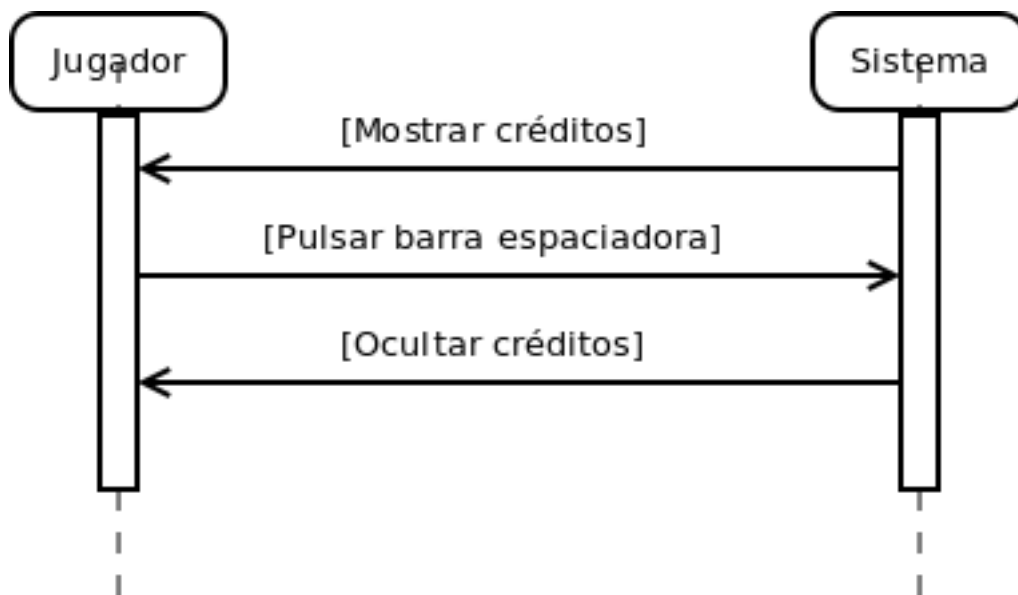 Jugador
Sistema
[Mostrar créditos]
[Pulsar barra espaciadora]
[Ocultar créditos]